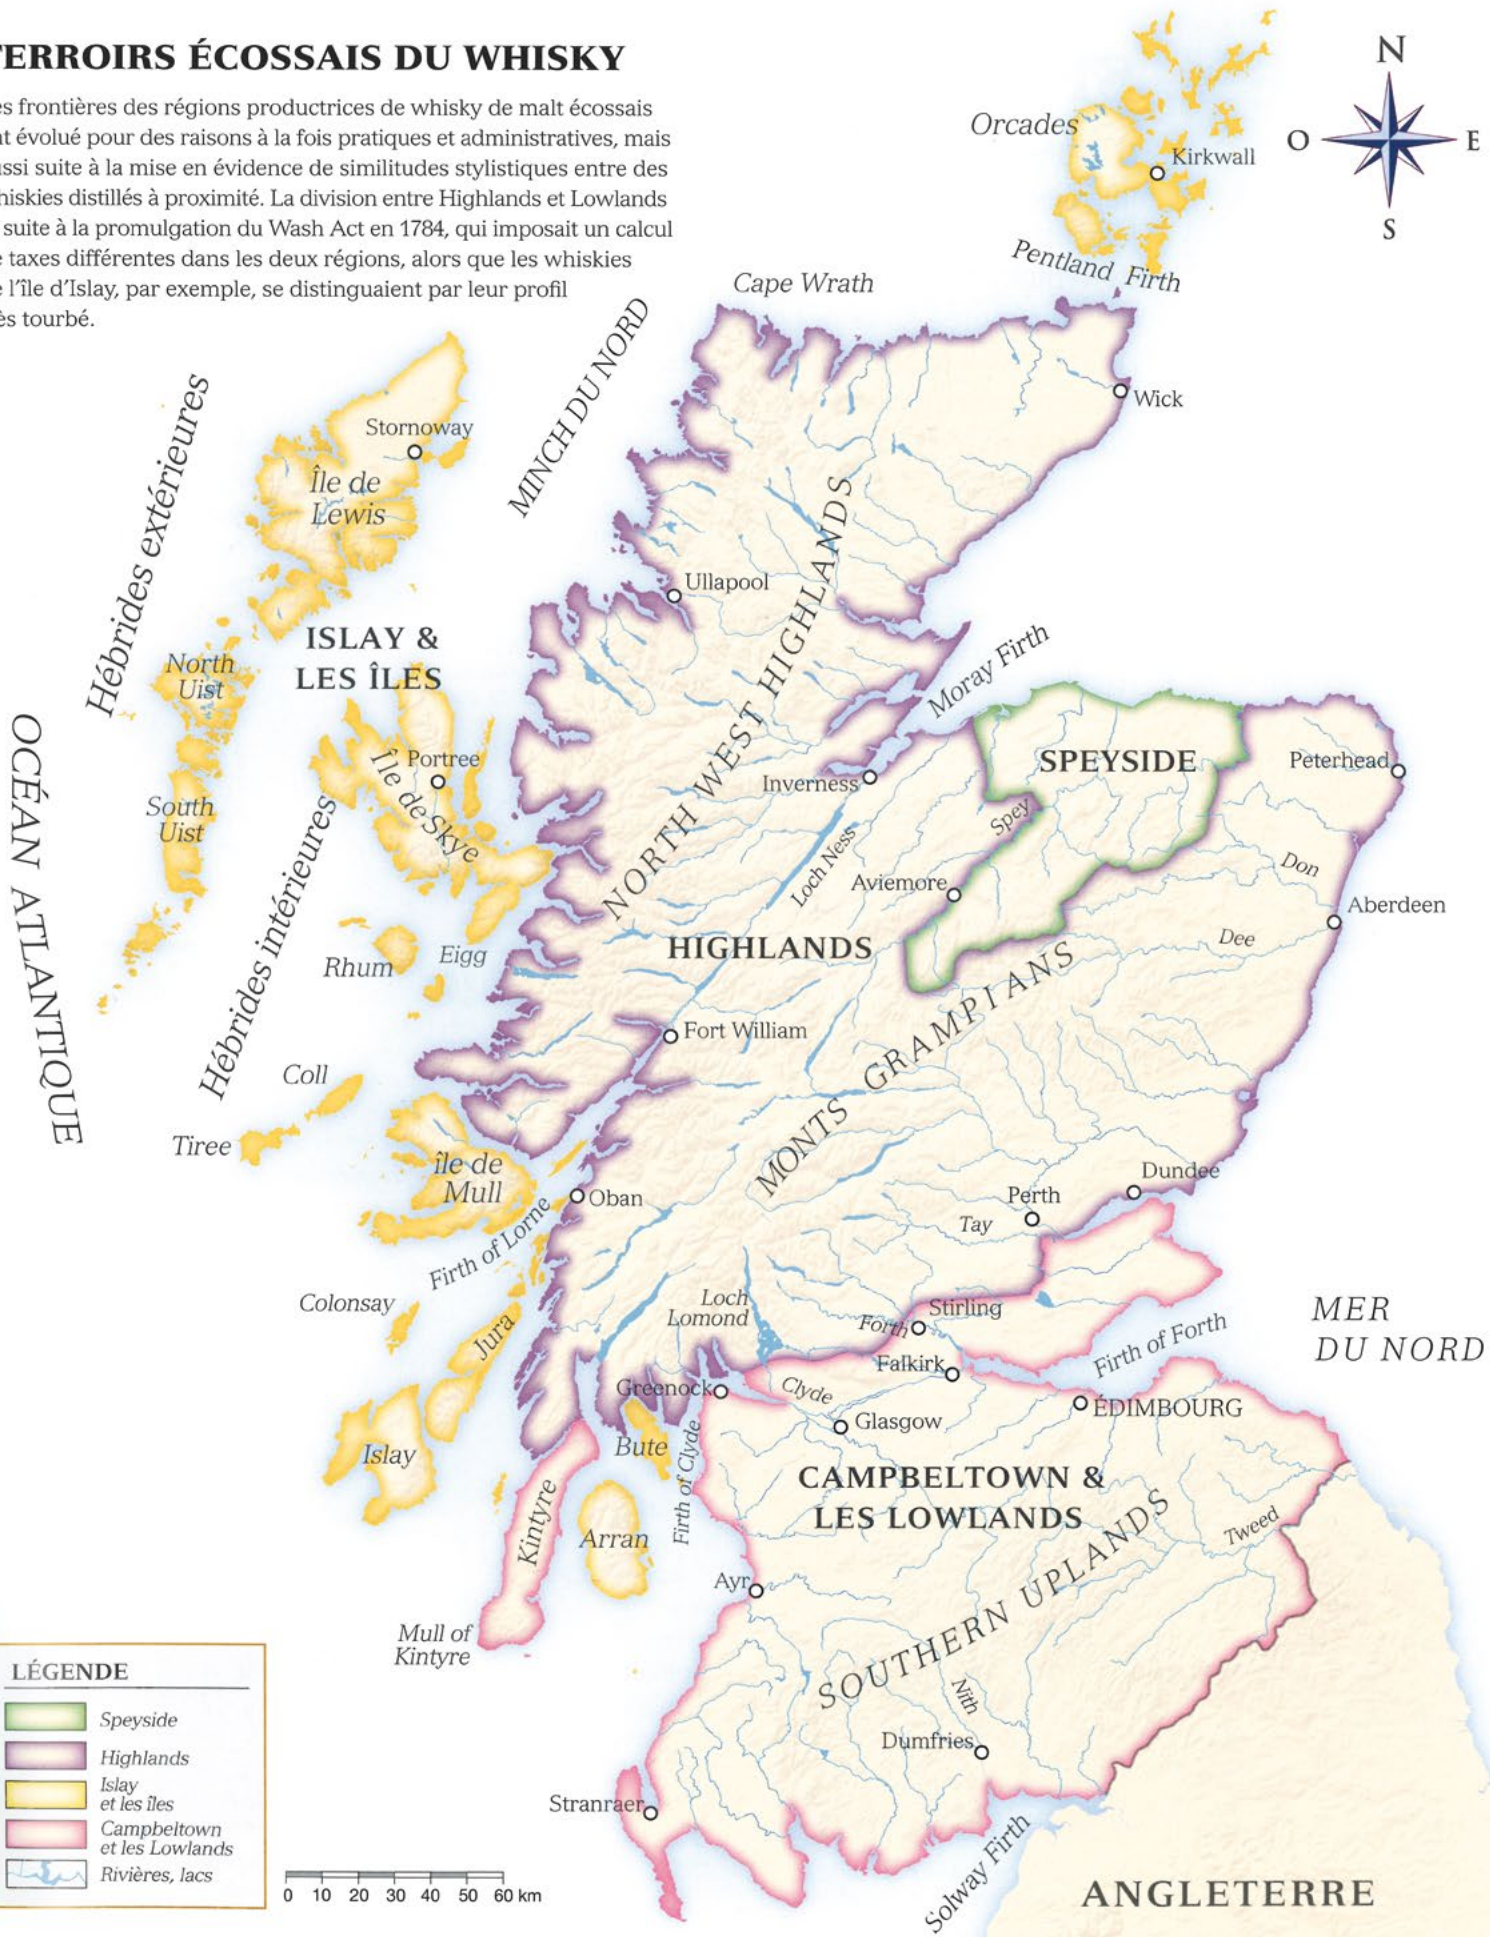 TERROIRS ÉCOSSAIS DU WHISKY
es frontières des régions productrices de whisky de malt écossais
nt évolué pour des raisons à la fois pratiques et administratives, mais
ussi suite à la mise en évidence de similitudes stylistiques entre des
hiskies distillés à proximité. La division entre Highlands et Lowlands
suite à la promulgation du Wash Act en 1784, qui imposait un calcul
e taxes différentes dans les deux régions, alors que les whiskies
e l'île d'Islay, par exemple, se distinguaient par leur profil
ès tourbé.
N
O
E
S
Orcades
Kirkwall
Pentland Firth
Cape Wrath
MINCH DU NORD
Wick
Hébrides extérieures
Stornoway
Île de
Lewis
Ullapool
ISLAY &
LES ÎLES
North
Uist
NORTH WEST HIGHLANDS
Moray Firth
OCÉAN ATLANTIQUE
Portree
Île de Skye
South
Uist
Inverness
SPEYSIDE
Peterhead
Spey
Loch Ness
Hébrides intérieures
Aviemore
Don
Aberdeen
Dee
HIGHLANDS
Rhum
Eigg
Fort William
MONTS GRAMPIANS
Coll
Tiree
île de
Mull
Oban
Firth of Lorne
Dundee
Perth
Tay
Colonsay
Jura
Loch
Lomond
Stirling
Forth
Firth of Forth
MER
DU NORD
Falkirk
Greenock
Clyde
Glasgow
ÉDIMBOURG
Islay
Bute
Firth of Clyde
CAMPBELTOWN &
LES LOWLANDS
Kintyre
Arran
Tweed
Ayr
SOUTHERN UPLANDS
Mull of
Kintyre
Nith
Dumfries
Stranraer
Solway Firth
ANGLETERRE
LÉGENDE
Speyside
Highlands
Islay
et les îles
Campbeltown
et les Lowlands
Rivières, lacs
0 10 20 30 40 50 60 km